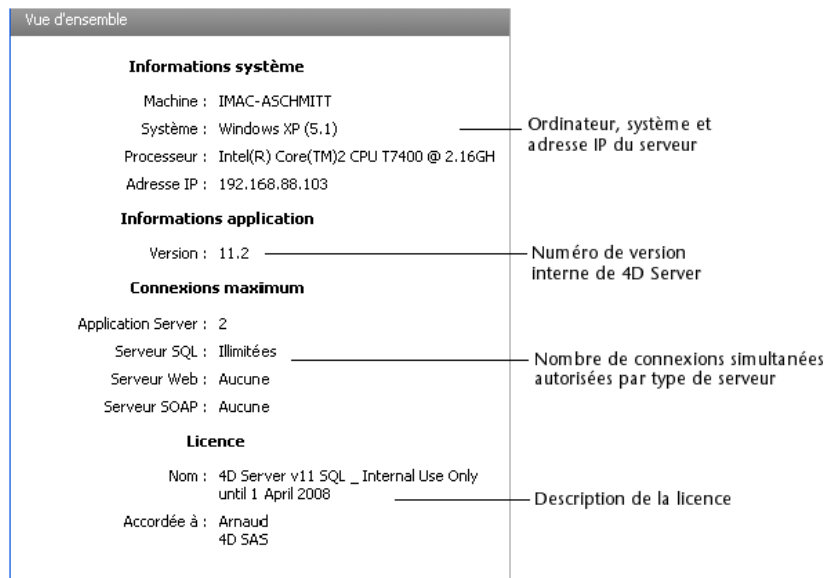 Vue d'ensemble
Informations système
Machine : IMAC-ASCHMITT
Système : Windows XP (5.1)
Processeur : Intel(R) Core(TM)2 CPU T7400 @ 2.16GH
Adresse IP : 192.168.88.103
Ordinateur, système et
adresse IP du serveur
Informations application
Version : 11.2
Numéro de version
interne de 4D Server
Connexions maximum
Application Server : 2
Serveur SQL : Illimitées
Serveur Web : Aucune
Serveur SOAP : Aucune
Nombre de connexions simultanées
autorisées par type de serveur
Licence
Nom : 4D Server v11 SQL _ Internal Use Only
until 1 April 2008
Accordée à : Arnaud
4D SAS
Description de la licence